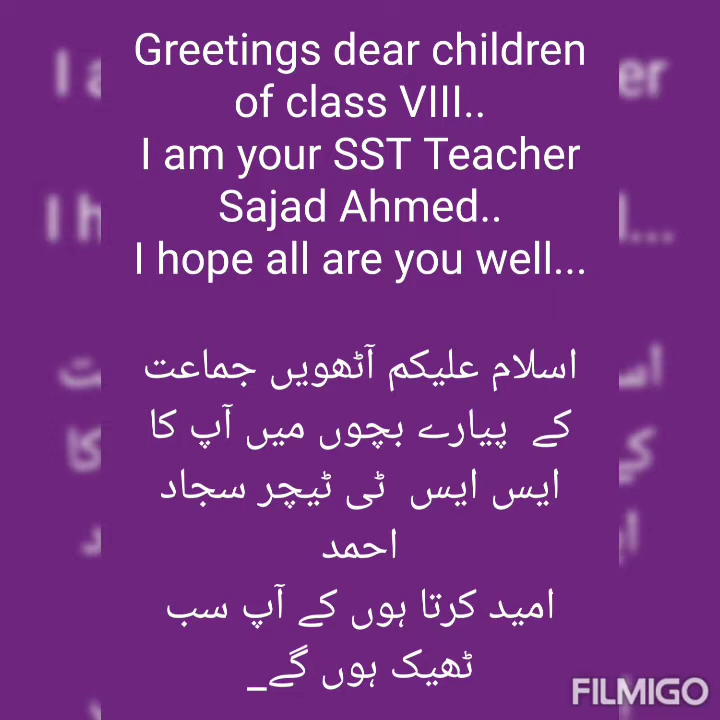 Greetings dear children
of class VIII..
I am your SST Teacher
Sajad Ahmed..
I hope all are you well...
اسلام علیکم آٹھویں جماعت
کے پیارے بچوں میں آپ کا
ایس ایس ٹی ٹیچر سجاد
احمد
امید کرتا ہوں کے آپ سب
ٹھیک ہوں گے_
FILMIGO